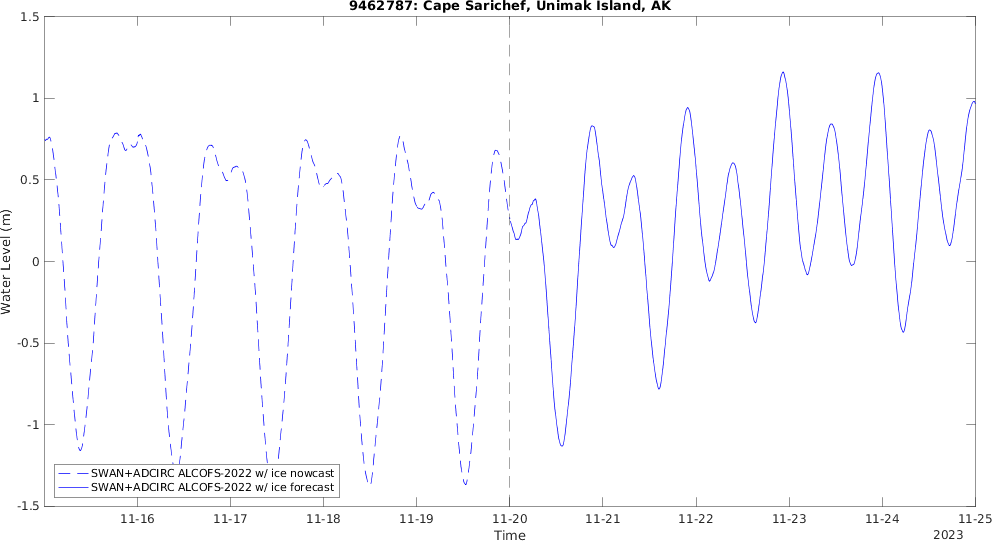 9462787: Cape Sarichef, Unimak Island, AK
1.5
1
0.5
0
-0.5
-1
-1.5
Water Level (m)
SWAN+ADCIRC ALCOFS-2022 w/ ice nowcast
SWAN+ADCIRC ALCOFS-2022 w/ ice forecast
11-16 11-17 11-18 11-19 11-20 11-21 11-22 11-23 11-24 11-25
Time
2023